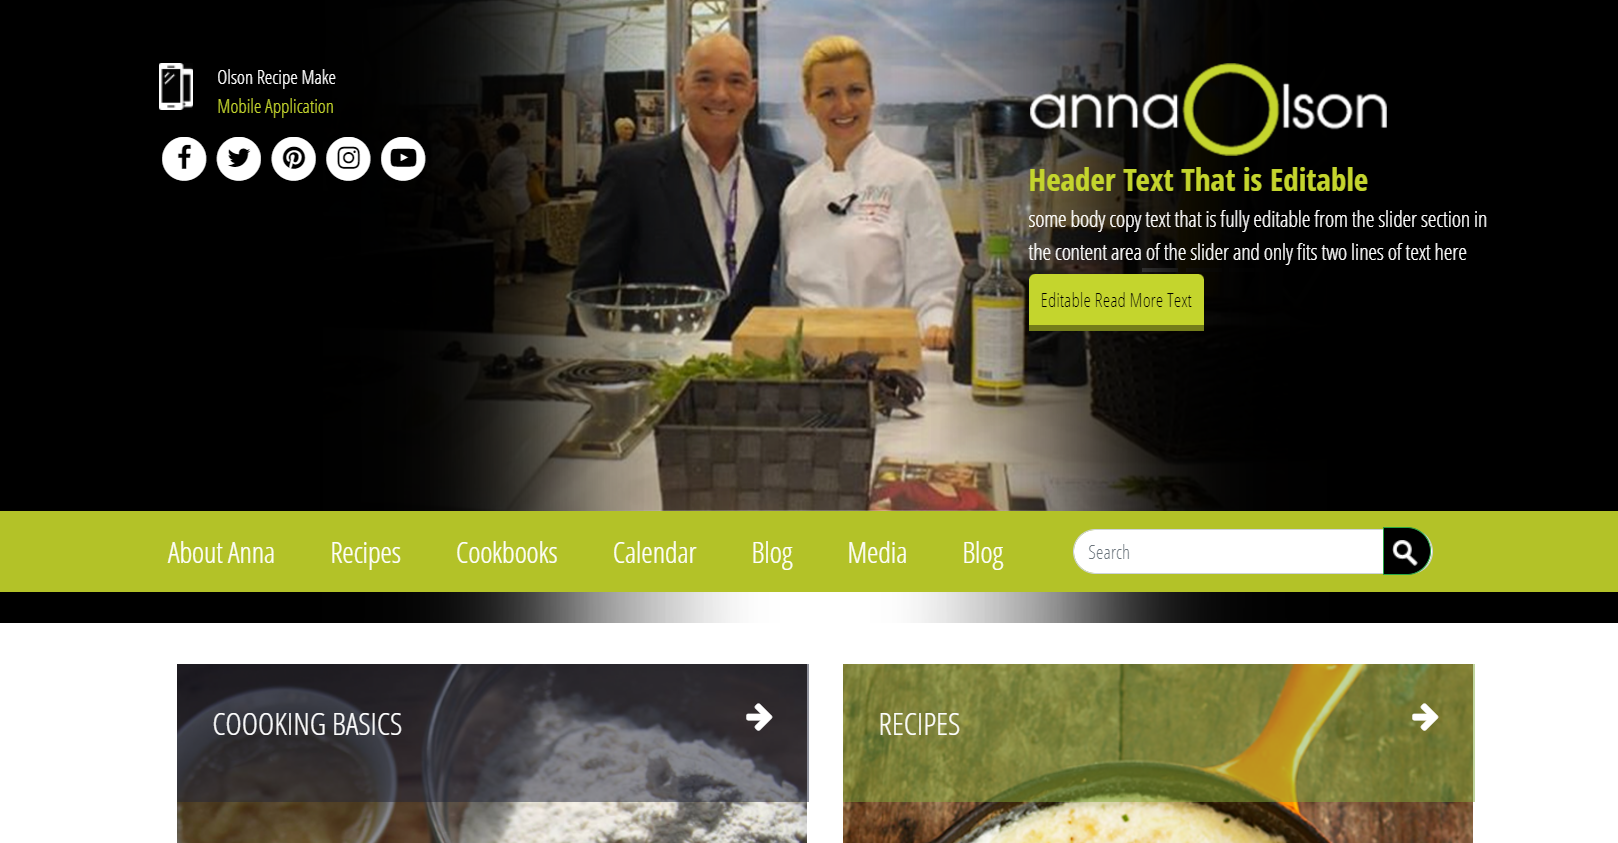 Olson Recipe Make
Mobile Application
annaOlson
Header Text That is Editable
some body copy text that is fully editable from the slider section in
the content area of the slider and only fits two lines of text here
Editable Read More Text
About Anna Recipes Cookbooks Calendar Blog Media Blog Search
COOOKING BASICS
RECIPES